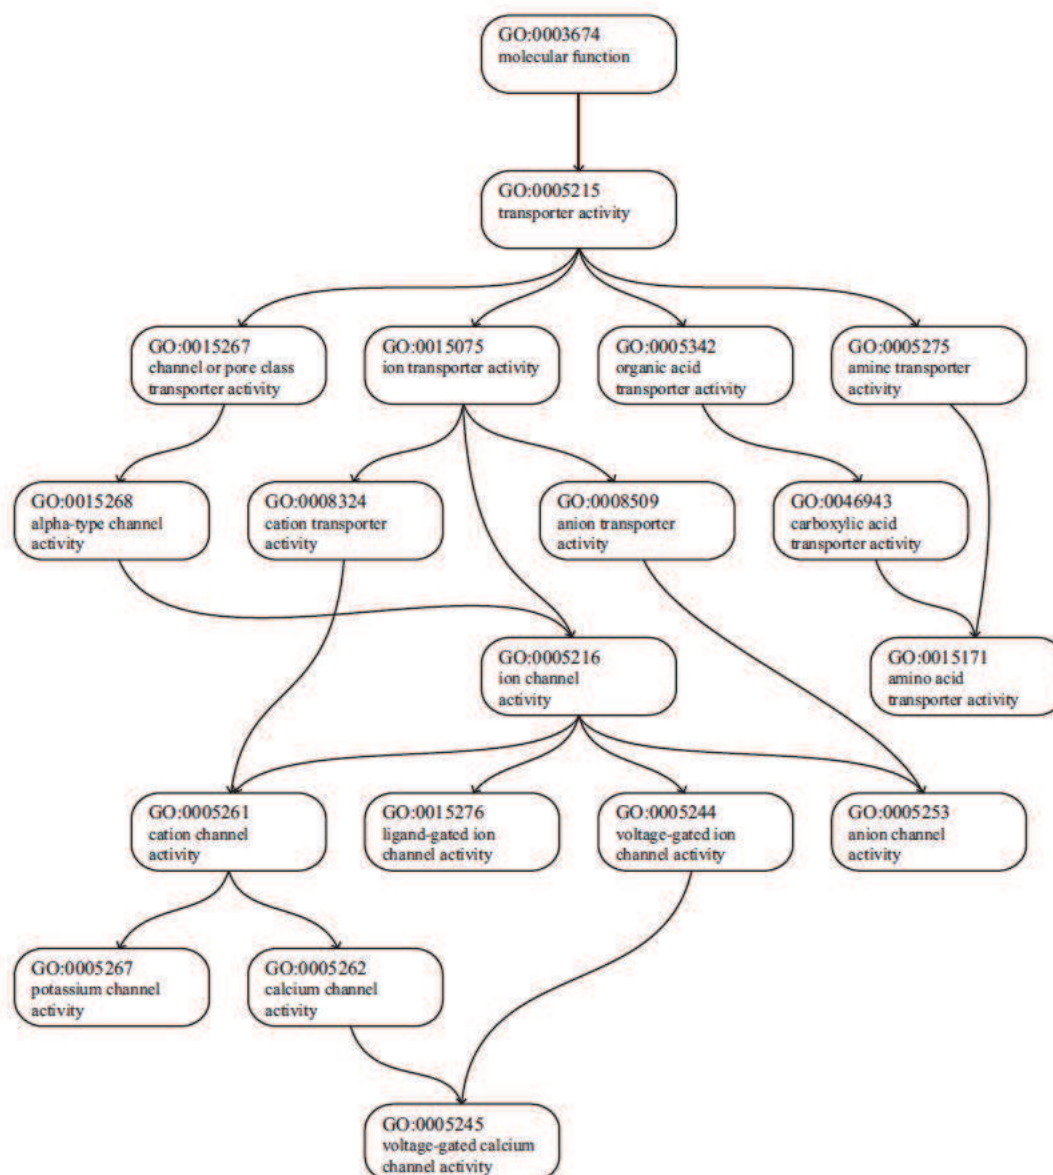 GO:0003674
molecular function
GO:0005215
transporter activity
GO:0015267
channel or pore class
transporter activity
GO:0015075
ion transporter activity
GO:0005342
organic acid
transporter activity
GO:0005275
amine transporter
activity
GO:0015268
alpha-type channel
activity
GO:0008324
cation transporter
activity
GO:0008509
anion transporter
activity
GO:0046943
carboxylic acid
transporter activity
GO:0005216
ion channel
activity
GO:0015171
amino acid
transporter activity
GO:0005261
cation channel
activity
GO:0015276
ligand-gated ion
channel activity
GO:0005244
voltage-gated ion
channel activity
GO:0005253
anion channel
activity
GO:0005267
potassium channel
activity
GO:0005262
calcium channel
activity
GO:0005245
voltage-gated calcium
channel activity